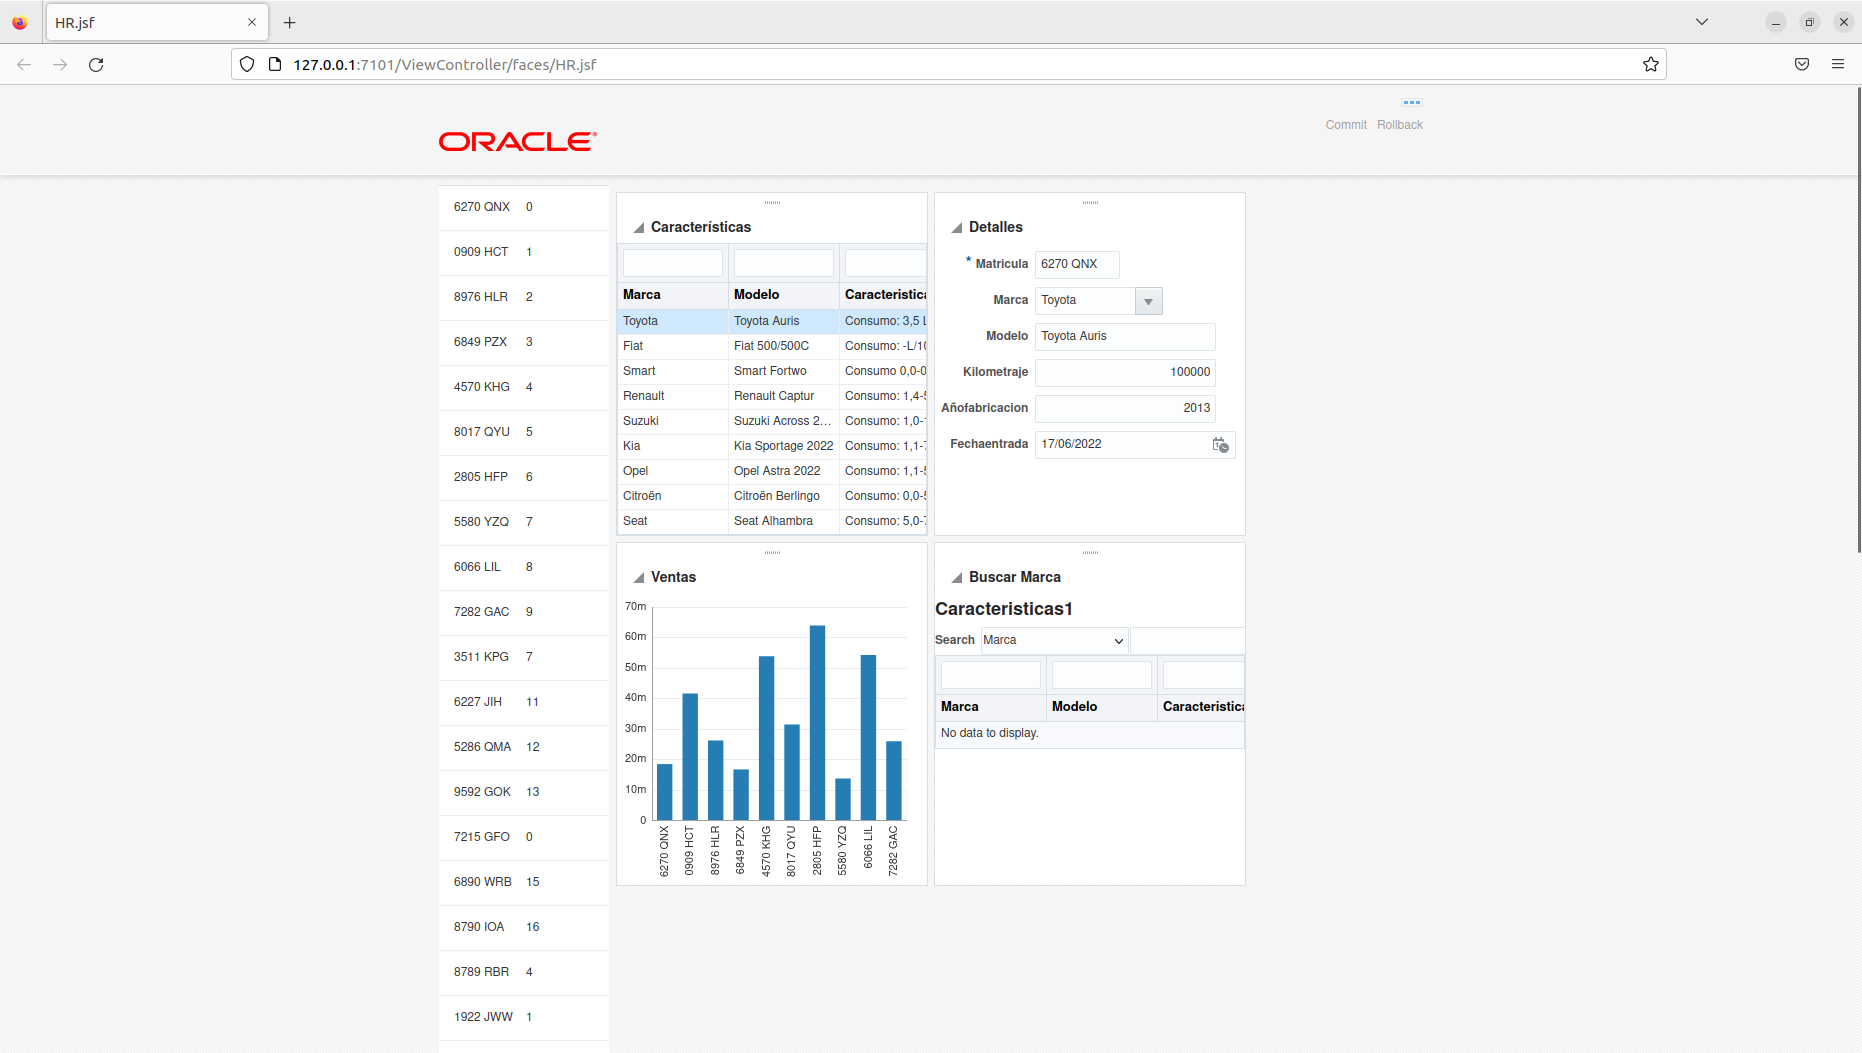 HR.jsf
127.0.0.1:7101/ViewController/faces/HR.jsf
ORACLE
Commit Rollback
6270 QNX 0
0909 HCT 1
8976 HLR 2
6849 PZX 3
4570 KHG 4
8017 QYU 5
2805 HFP 6
5580 YZQ 7
6066 LIL 8
7282 GAC 9
3511 KPG 7
6227 JIH 11
5286 QMA 12
9592 GOK 13
7215 GFO 0
6890 WRB 15
8790 IOA 16
8789 RBR 4
1922 JWW 1
Características
Marca Modelo Caracteristica
Toyota Toyota Auris Consumo: 3,5 L
Fiat Fiat 500/500C Consumo: -L/10
Smart Smart Fortwo Consumo 0,0-0
Renault Renault Captur Consumo: 1,4-5
Suzuki Suzuki Across 2... Consumo: 1,0-
Kia Kia Sportage 2022 Consumo: 1,1-7
Opel Opel Astra 2022 Consumo: 1,1-5
Citroën Citroën Berlingo Consumo: 0,0-5
Seat Seat Alhambra Consumo: 5,0-7
Detalles
* Matricula 6270 QNX
Marca Toyota
Modelo Toyota Auris
Kilometraje 100000
Añofabricacion 2013
Fechaentrada 17/06/2022
Ventas
70m
60m
50m
40m
30m
20m
10m
0
6270 QNX
0909 HCT
8976 HLR
6849 PZX
4570 KHG
8017 QYU
2805 HFP
5580 YZQ
6066 LIL
7282 GAC
Buscar Marca
Caracteristicas1
Search Marca
Marca Modelo Caracteristica
No data to display.